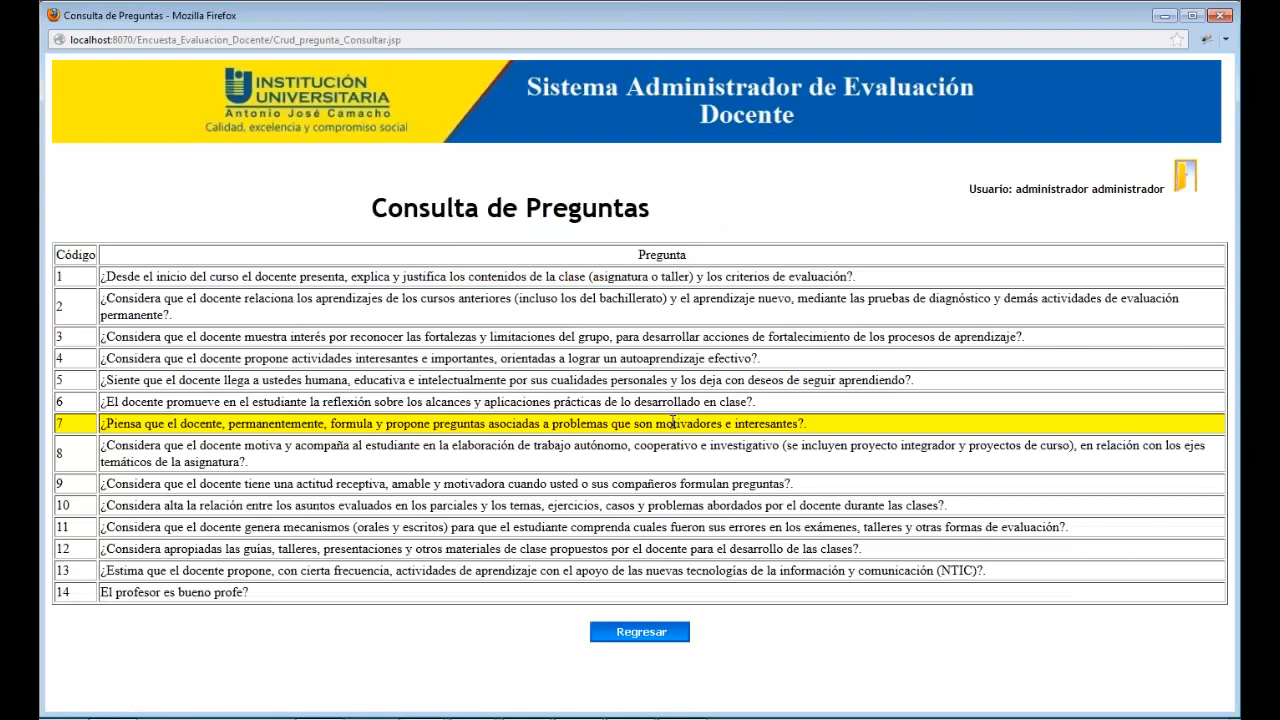 Consulta de Preguntas - Mozilla Firefox
localhost:8070/Encuesta_Evaluacion_Docente/Crud_pregunta_Consultar.jsp
INSTITUCIÓN
UNIVERSITARIA
Antonio José Camacho
Calidad, excelencia y compromiso social
Sistema Administrador de Evaluación
Docente
Usuario: administrador administrador
Consulta de Preguntas
Código Pregunta
1 ¿Desde el inicio del curso el docente presenta, explica y justifica los contenidos de la clase (asignatura o taller) y los criterios de evaluación?.
2 ¿Considera que el docente relaciona los aprendizajes de los cursos anteriores (incluso los del bachillerato) y el aprendizaje nuevo, mediante las pruebas de diagnóstico y demás actividades de evaluación
permanente?.
3 ¿Considera que el docente muestra interés por reconocer las fortalezas y limitaciones del grupo, para desarrollar acciones de fortalecimiento de los procesos de aprendizaje?.
4 ¿Considera que el docente propone actividades interesantes e importantes, orientadas a lograr un autoaprendizaje efectivo?.
5 ¿Siente que el docente llega a ustedes humana, educativa e intelectualmente por sus cualidades personales y los deja con deseos de seguir aprendiendo?.
6 ¿El docente promueve en el estudiante la reflexión sobre los alcances y aplicaciones prácticas de lo desarrollado en clase?.
7 ¿Piensa que el docente, permanentemente, formula y propone preguntas asociadas a problemas que son motivadores e interesantes?.
8 ¿Considera que el docente motiva y acompaña al estudiante en la elaboración de trabajo autónomo, cooperativo e investigativo (se incluyen proyecto integrador y proyectos de curso), en relación con los ejes
temáticos de la asignatura?.
9 ¿Considera que el docente tiene una actitud receptiva, amable y motivadora cuando usted o sus compañeros formulan preguntas?.
10 ¿Considera alta la relación entre los asuntos evaluados en los parciales y los temas, ejercicios, casos y problemas abordados por el docente durante las clases?.
11 ¿Considera que el docente genera mecanismos (orales y escritos) para que el estudiante comprenda cuales fueron sus errores en los exámenes, talleres y otras formas de evaluación?.
12 ¿Considera apropiadas las guías, talleres, presentaciones y otros materiales de clase propuestos por el docente para el desarrollo de las clases?.
13 ¿Estima que el docente propone, con cierta frecuencia, actividades de aprendizaje con el apoyo de las nuevas tecnologías de la información y comunicación (NTIC)?.
14 El profesor es bueno profe?
Regresar